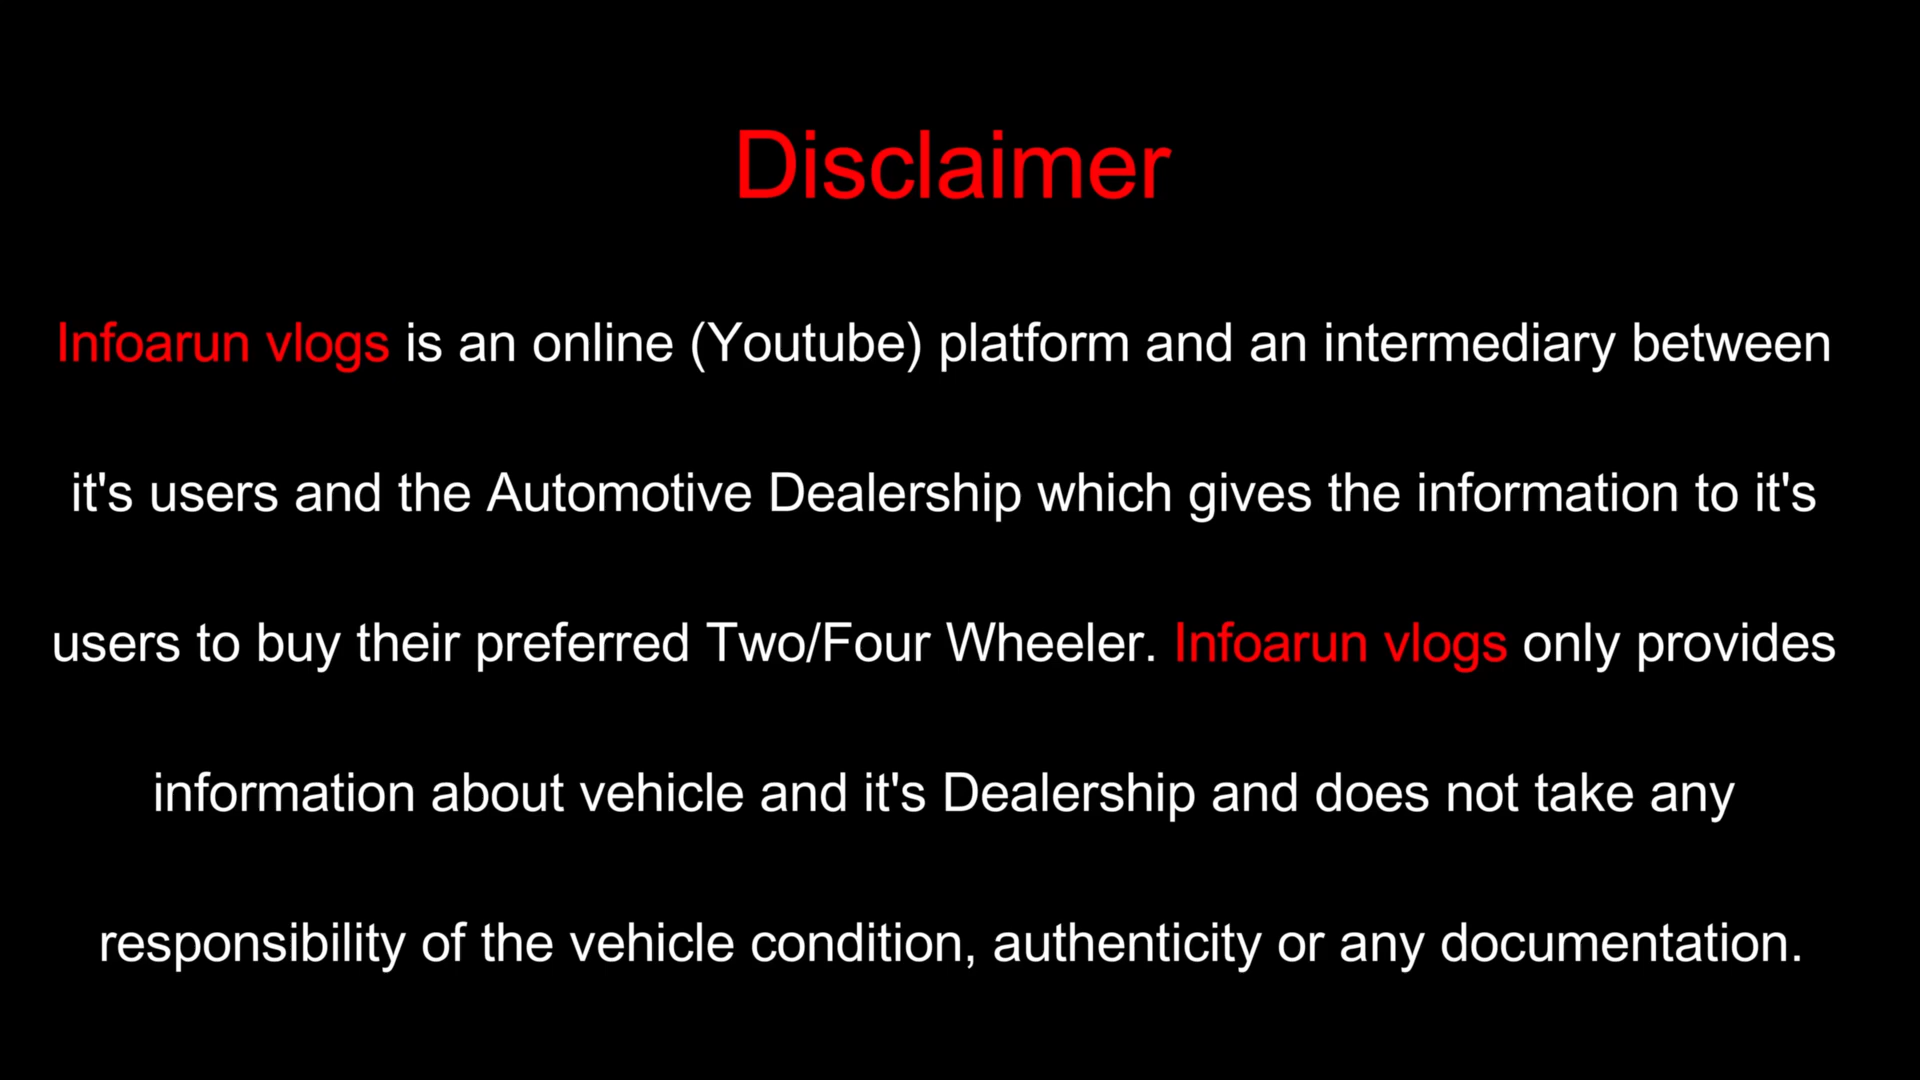 Disclaimer
Infoarun vlogs is an online (Youtube) platform and an intermediary between
it's users and the Automotive Dealership which gives the information to it's
users to buy their preferred Two/Four Wheeler. Infoarun vlogs only provides
information about vehicle and it's Dealership and does not take any
responsibility of the vehicle condition, authenticity or any documentation.